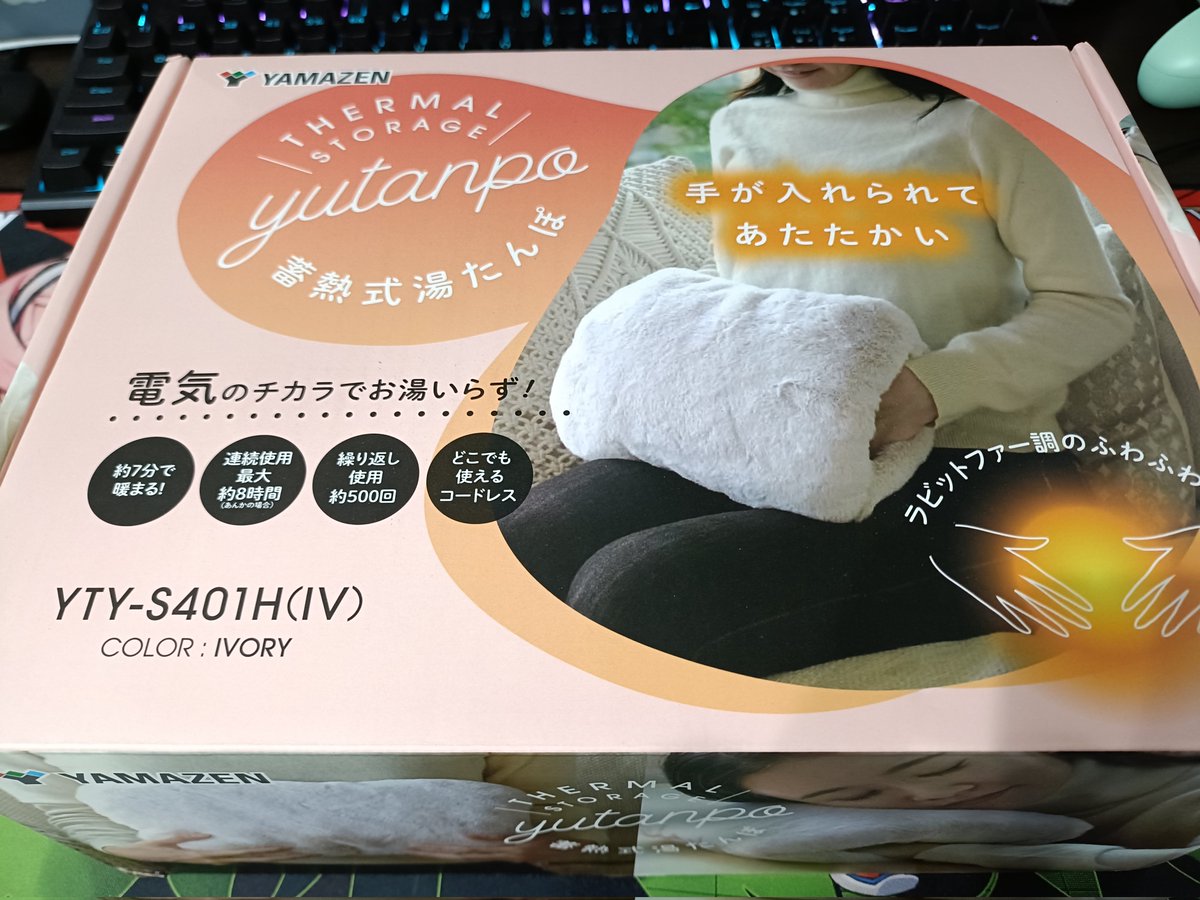 YAMAZEN
THERMAL
STORAGE
yutanpo
蓄熱式湯たんぽ
手が入れられて
あたたかい
電気のチカラでお湯いらず!
約7分で
暖まる!
連続使用
最大
約8時間
(あんかの場合)
繰り返し
使用
約500回
どこでも
使える
コードレス
ラビットファー調のふわふわ
YTY-S401H(IV)
COLOR : IVORY
YAMAZEN
THERMAL
STORAGE
yutanpo
蓄熱式湯たんぽ